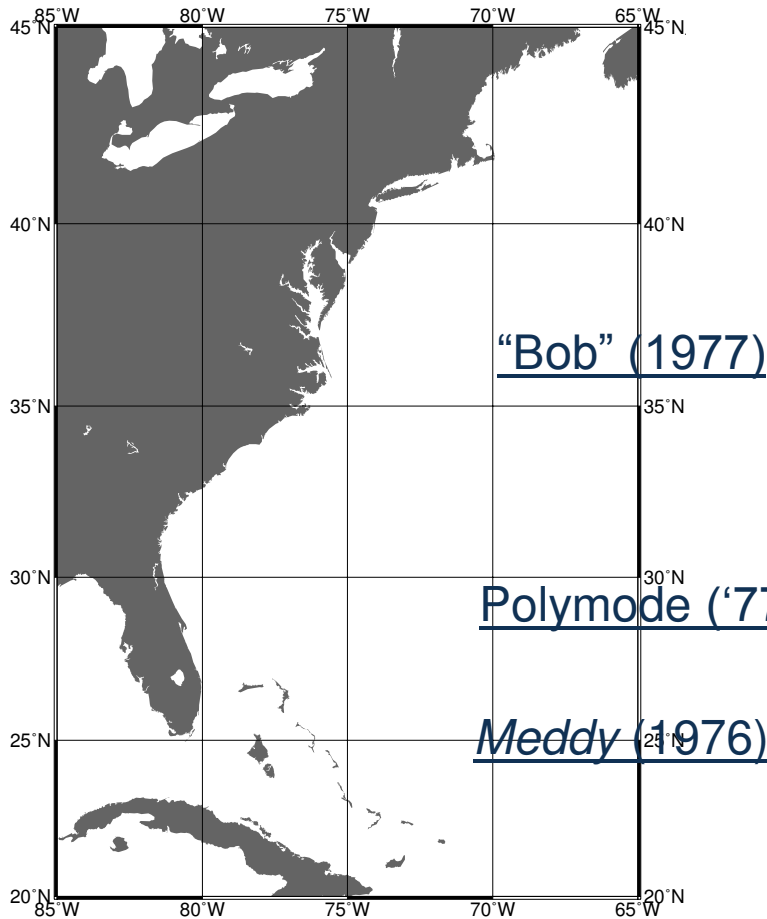 85˚W 80˚W 75˚W 70˚W 65˚W
45˚N 45˚N
40˚N 40˚N
“Bob” (1977)
35˚N 35˚N
30˚N 30˚N
Polymode (‘77
25˚N Meddy (1976) 25˚N
20˚N 20˚N
85˚W 80˚W 75˚W 70˚W 65˚W